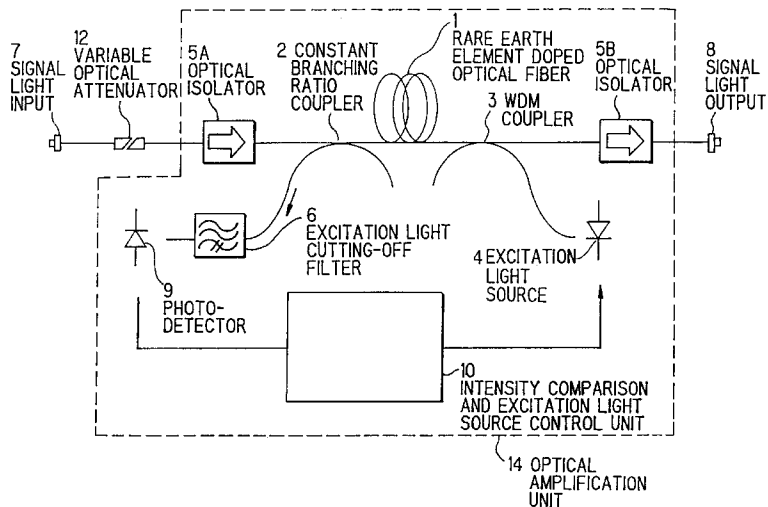 7
SIGNAL
LIGHT
INPUT
12
VARIABLE
OPTICAL
ATTENUATOR
5A
OPTICAL
ISOLATOR
2 CONSTANT
BRANCHING
RATIO
COUPLER
1
RARE EARTH
ELEMENT DOPED
OPTICAL FIBER
3 WDM
COUPLER
5B
OPTICAL
ISOLATOR
8
SIGNAL
LIGHT
OUTPUT
6
EXCITATION LIGHT
CUTTING-OFF
FILTER
4 EXCITATION
LIGHT
SOURCE
9
PHOTO-
DETECTOR
10
INTENSITY COMPARISON
AND EXCITATION LIGHT
SOURCE CONTROL UNIT
14 OPTICAL
AMPLIFICATION
UNIT